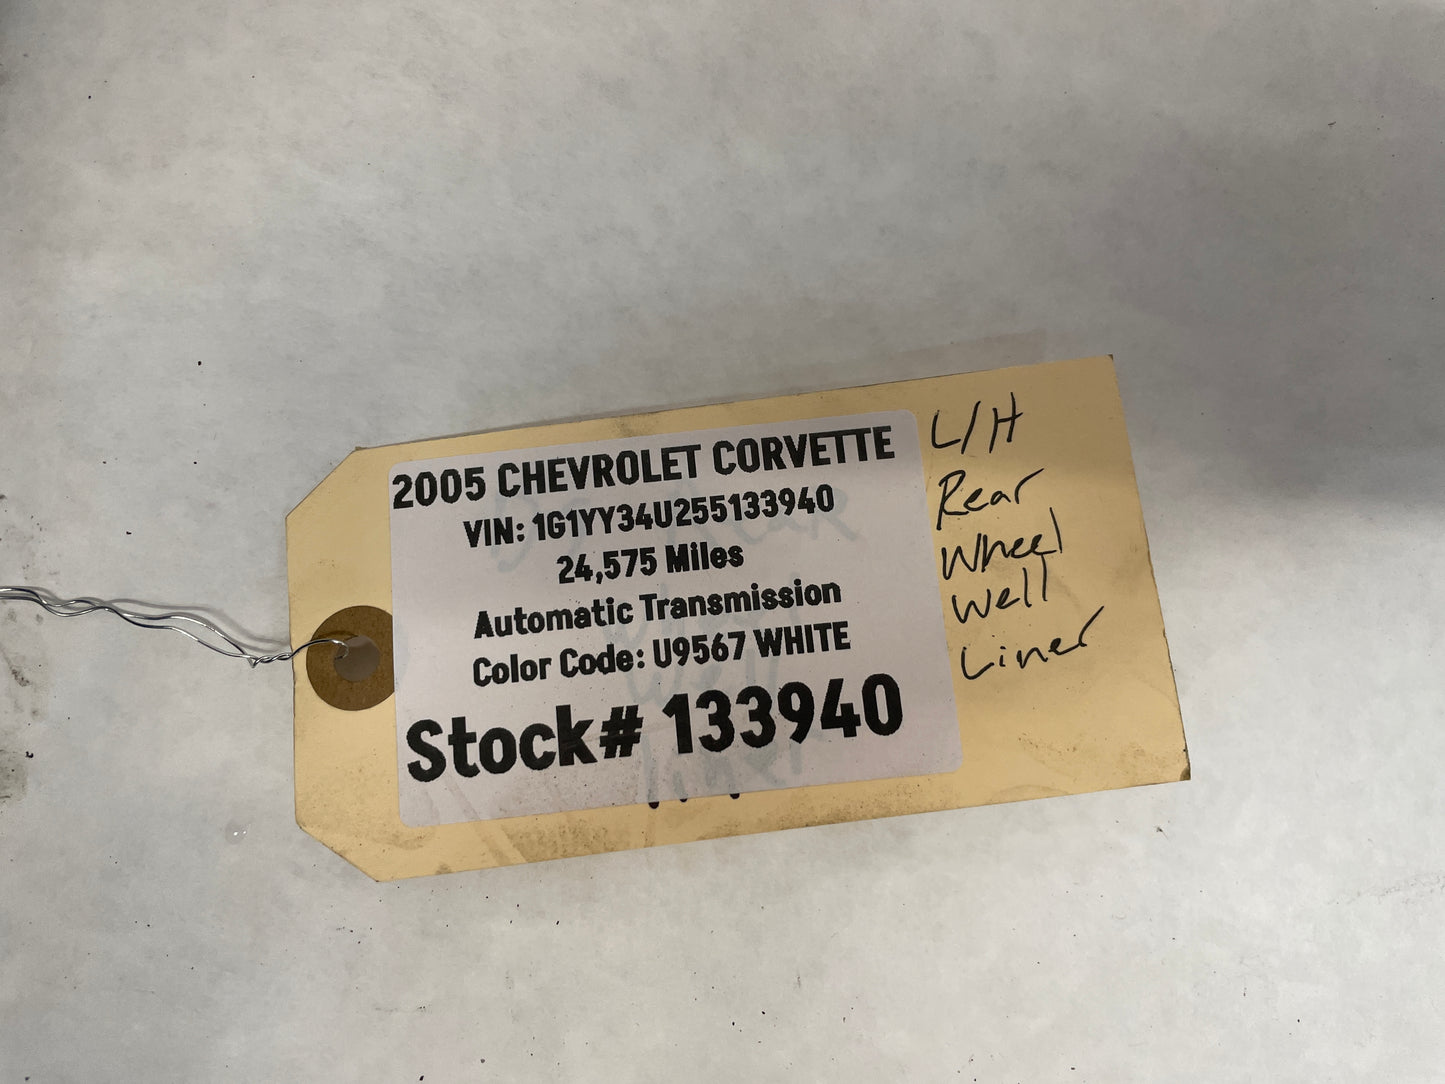 2005 CHEVROLET CORVETTE
VIN: 1G1YY34U255133940
24,575 Miles
Automatic Transmission
Color Code: U9567 WHITE
Stock# 133940
L/H
Rear
Wheel
Well
Liner